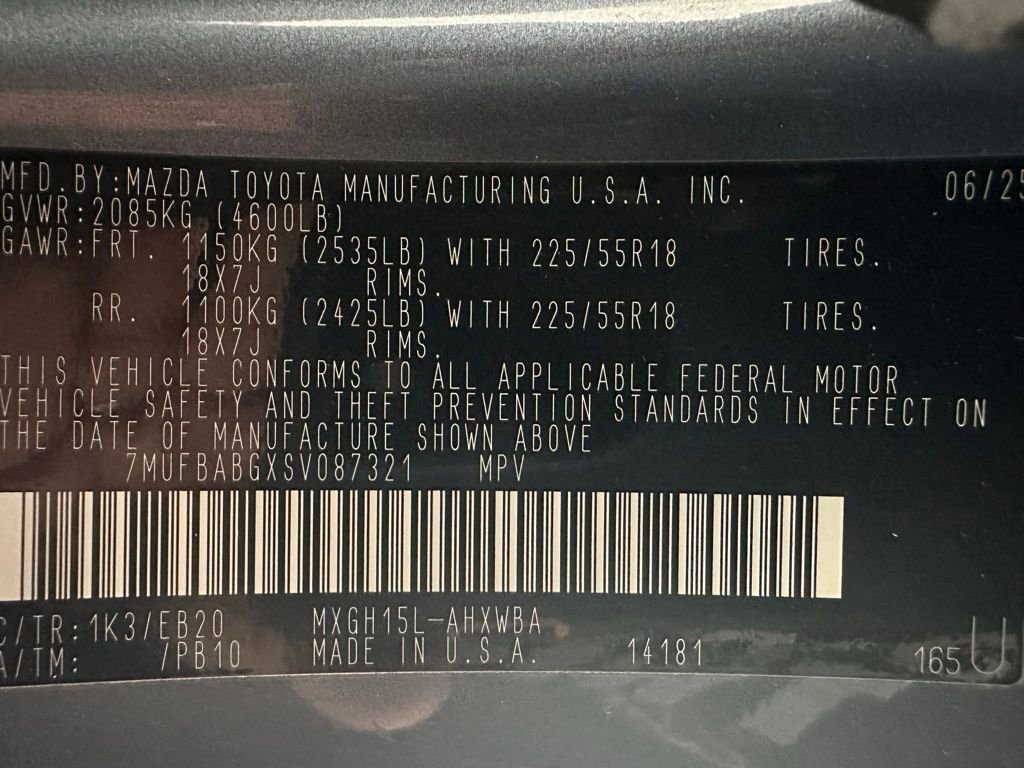 MFD.BY:MAZDA TOYOTA MANUFACTURING U.S.A. INC. 06/25
GVWR:2085KG (4600LB)
GAWR:FRT. 1150KG (2535LB) WITH 225/55R18 TIRES.
18X7J RIMS.
RR. 1100KG (2425LB) WITH 225/55R18 TIRES.
18X7J RIMS.
THIS VEHICLE CONFORMS TO ALL APPLICABLE FEDERAL MOTOR
VEHICLE SAFETY AND THEFT PREVENTION STANDARDS IN EFFECT ON
THE DATE OF MANUFACTURE SHOWN ABOVE
7MUFBABGXSV087321 MPV
C/TR:1K3/EB20 MXGH15L-AHXWBA
A/TM: /PB10 MADE IN U.S.A. 14181 165 U